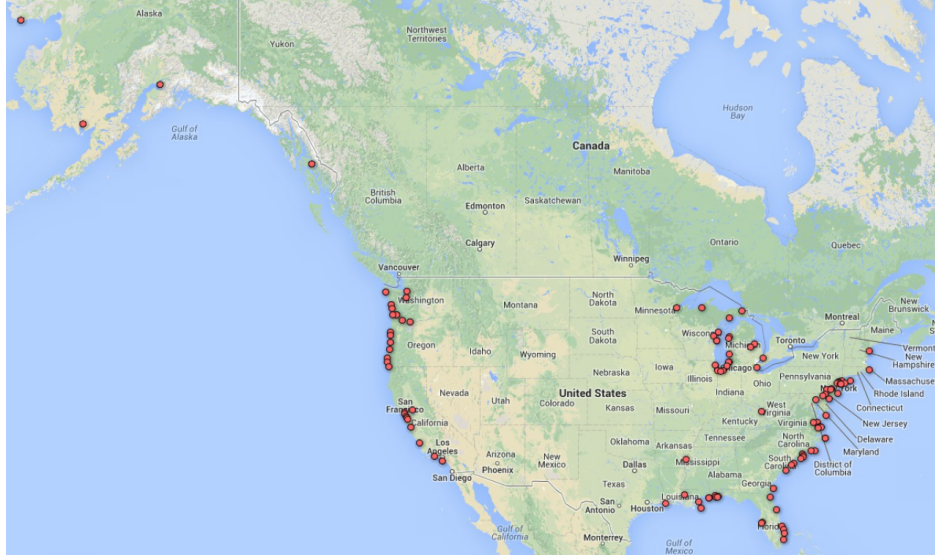 Alaska
Yukon
Northwest
Territories
Hudson
Bay
Gulf of
Alaska
Canada
British
Columbia
Alberta
Manitoba
Edmonton
Saskatchewan
Calgary
Ontario
Quebec
Vancouver
Winnipeg
Washington
Montana
North
Dakota
Minnesota
Montreal
New
Brunswick
Maine
Oregon
Idaho
Wyoming
South
Dakota
Wisconsin
Michigan
Toronto
Vermont
New
Hampshire
New York
Nebraska
Iowa
Chicago
Illinois
Indiana
Ohio
Pennsylvania
New York
Massachuse
Rhode Island
Connecticut
New Jersey
Delaware
Maryland
District of
Columbia
Nevada
Utah
Colorado
United States
Kansas
Missouri
West
Virginia
Kentucky
Virginia
San
Francisco
California
Los
Angeles
San Diego
Arizona
Phoenix
New
Mexico
Oklahoma
Arkansas
Tennessee
North
Carolina
South
Carolina
Mississippi
Alabama
Georgia
Dallas
Texas
San
Antonio
Houston
Louisiana
Florida
Gulf of
California
Monterrey
Gulf of
Mexico